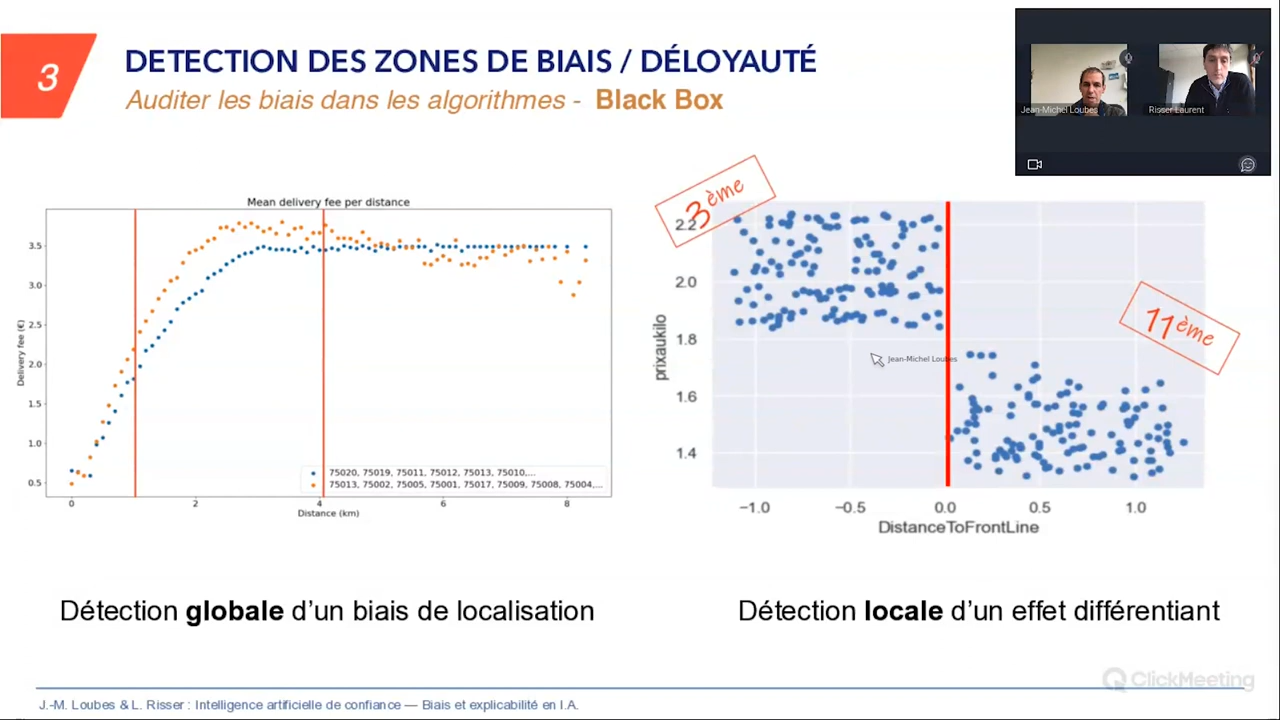 3
DETECTION DES ZONES DE BIAIS / DÉLOYAUTÉ
Auditer les biais dans les algorithmes - Black Box
Jean-Michel Loubes
Risser Laurent
Mean delivery fee per distance
Delivery fee (€)
3.5
3.0
2.5
2.0
1.5
1.0
0.5
0
2
4
6
8
Distance (km)
75020, 75019, 75011, 75012, 75013, 75010,...
75013, 75002, 75005, 75001, 75017, 75009, 75008, 75004,...
3ème
11ème
prixaukilo
2.2
2.0
1.8
1.6
1.4
Jean-Michel Loubes
−1.0
−0.5
0.0
0.5
1.0
DistanceToFrontLine
Détection globale d'un biais de localisation
Détection locale d'un effet différentiant
ClickMeeting
J.-M. Loubes & L. Risser : Intelligence artificielle de confiance — Biais et explicabilité en I.A.